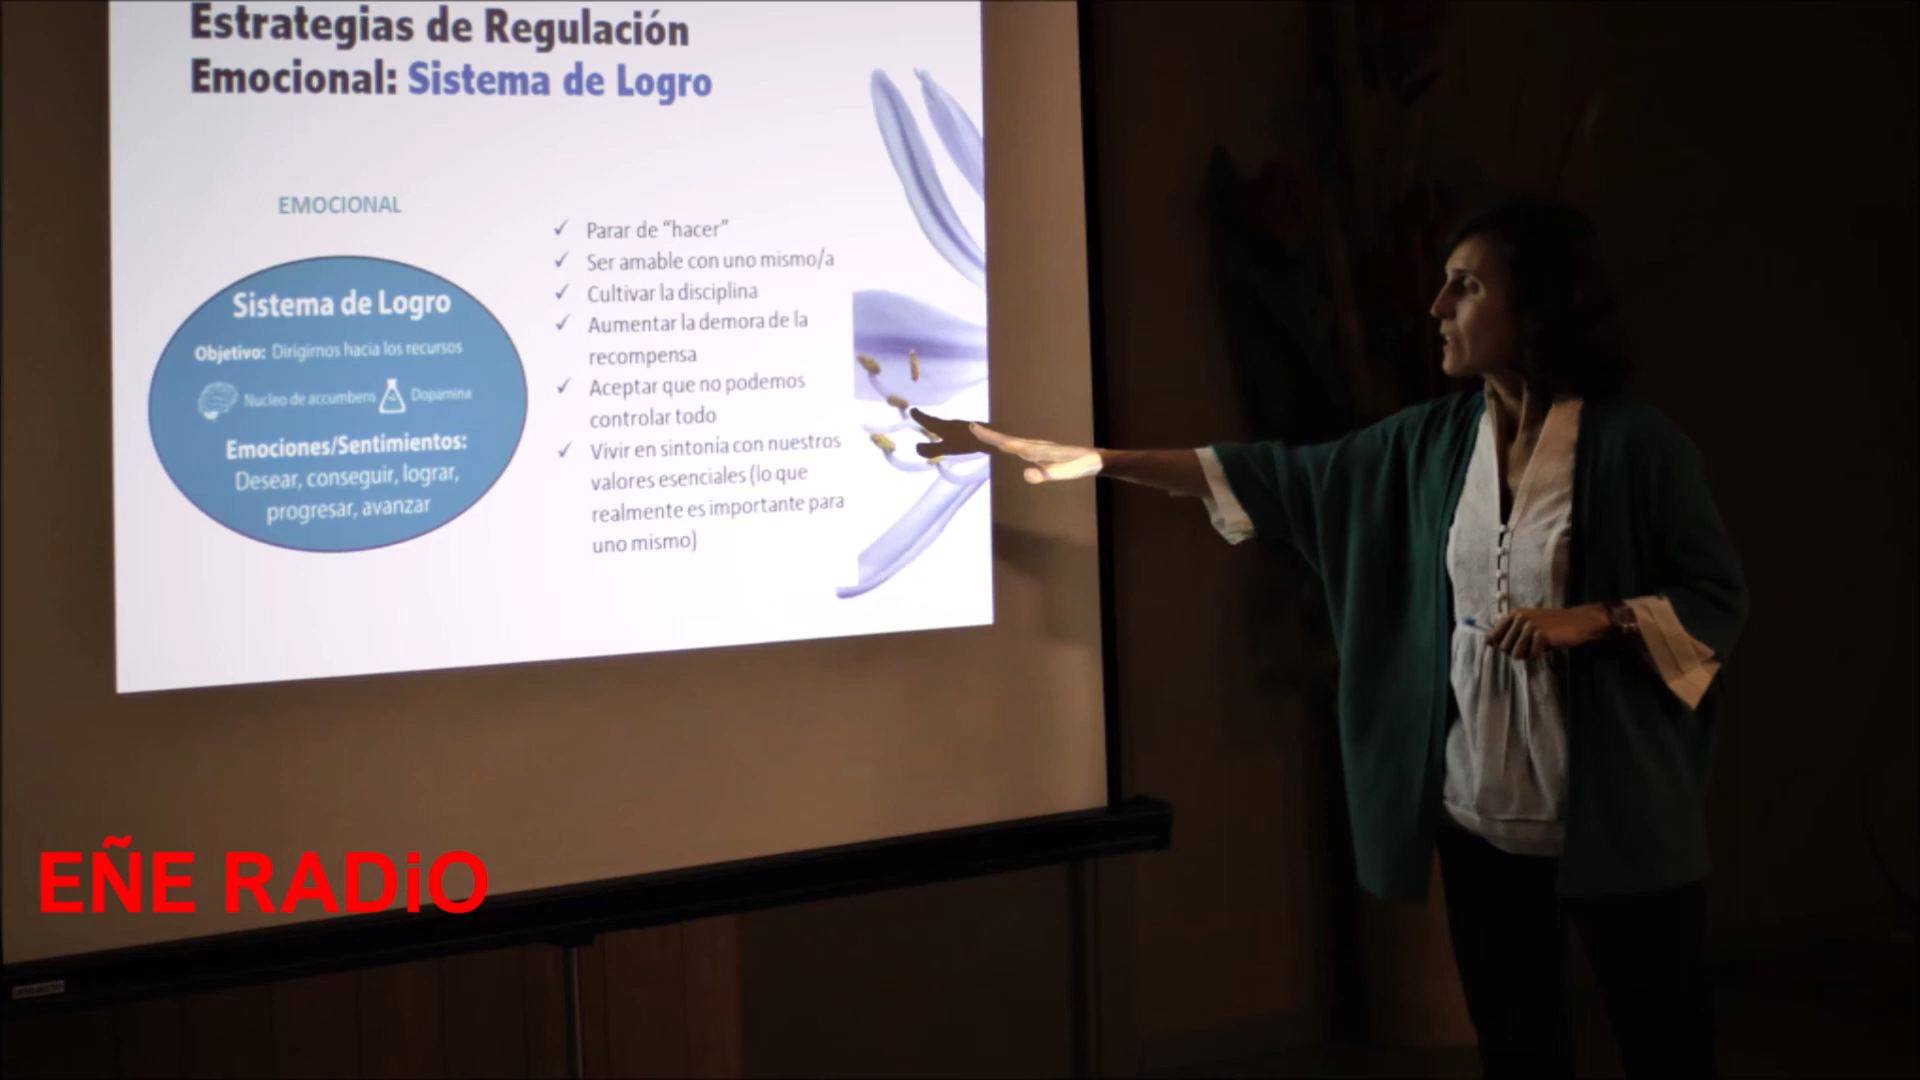 Estrategias de Regulación
Emocional: Sistema de Logro
EMOCIONAL
Sistema de Logro
Objetivo: Dirigirnos hacia los recursos
Nucleo de accumbens Dopamina
Emociones/Sentimientos:
Desear, conseguir, lograr,
progresar, avanzar
✓ Parar de “hacer”
✓ Ser amable con uno mismo/a
✓ Cultivar la disciplina
✓ Aumentar la demora de la
recompensa
✓ Aceptar que no podemos
controlar todo
✓ Vivir en sintonía con nuestros
valores esenciales (lo que
realmente es importante para
uno mismo)
EÑE RADiO